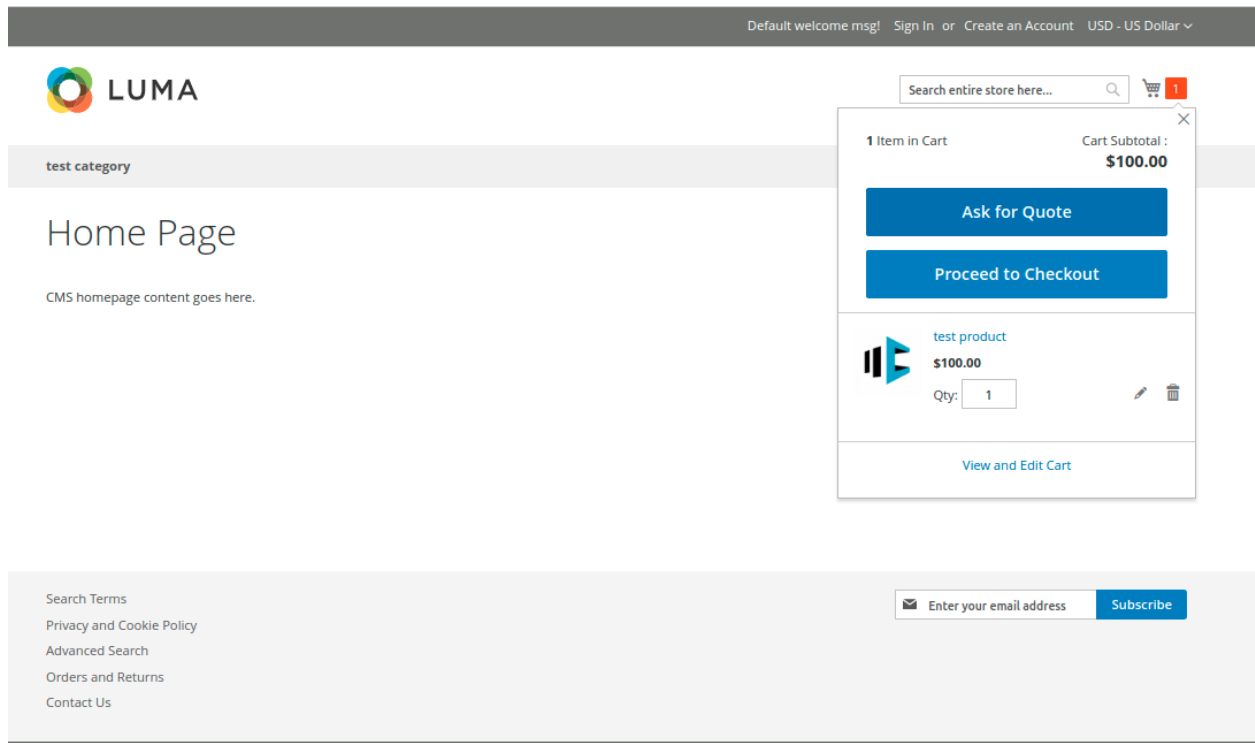 Default welcome msg! Sign In or Create an Account USD - US Dollar
LUMA
Search entire store here...
1
1 Item in Cart
Cart Subtotal :
$100.00
test category
Ask for Quote
Home Page
Proceed to Checkout
CMS homepage content goes here.
test product
$100.00
Qty: 1
View and Edit Cart
Search Terms
Privacy and Cookie Policy
Advanced Search
Orders and Returns
Contact Us
Enter your email address
Subscribe